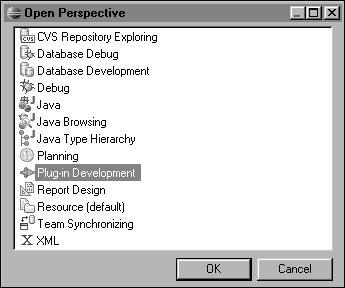 Open Perspective
CVS Repository Exploring
Database Debug
Database Development
Debug
Java
Java Browsing
Java Type Hierarchy
Planning
Plug-in Development
Report Design
Resource (default)
Team Synchronizing
XML
OK
Cancel